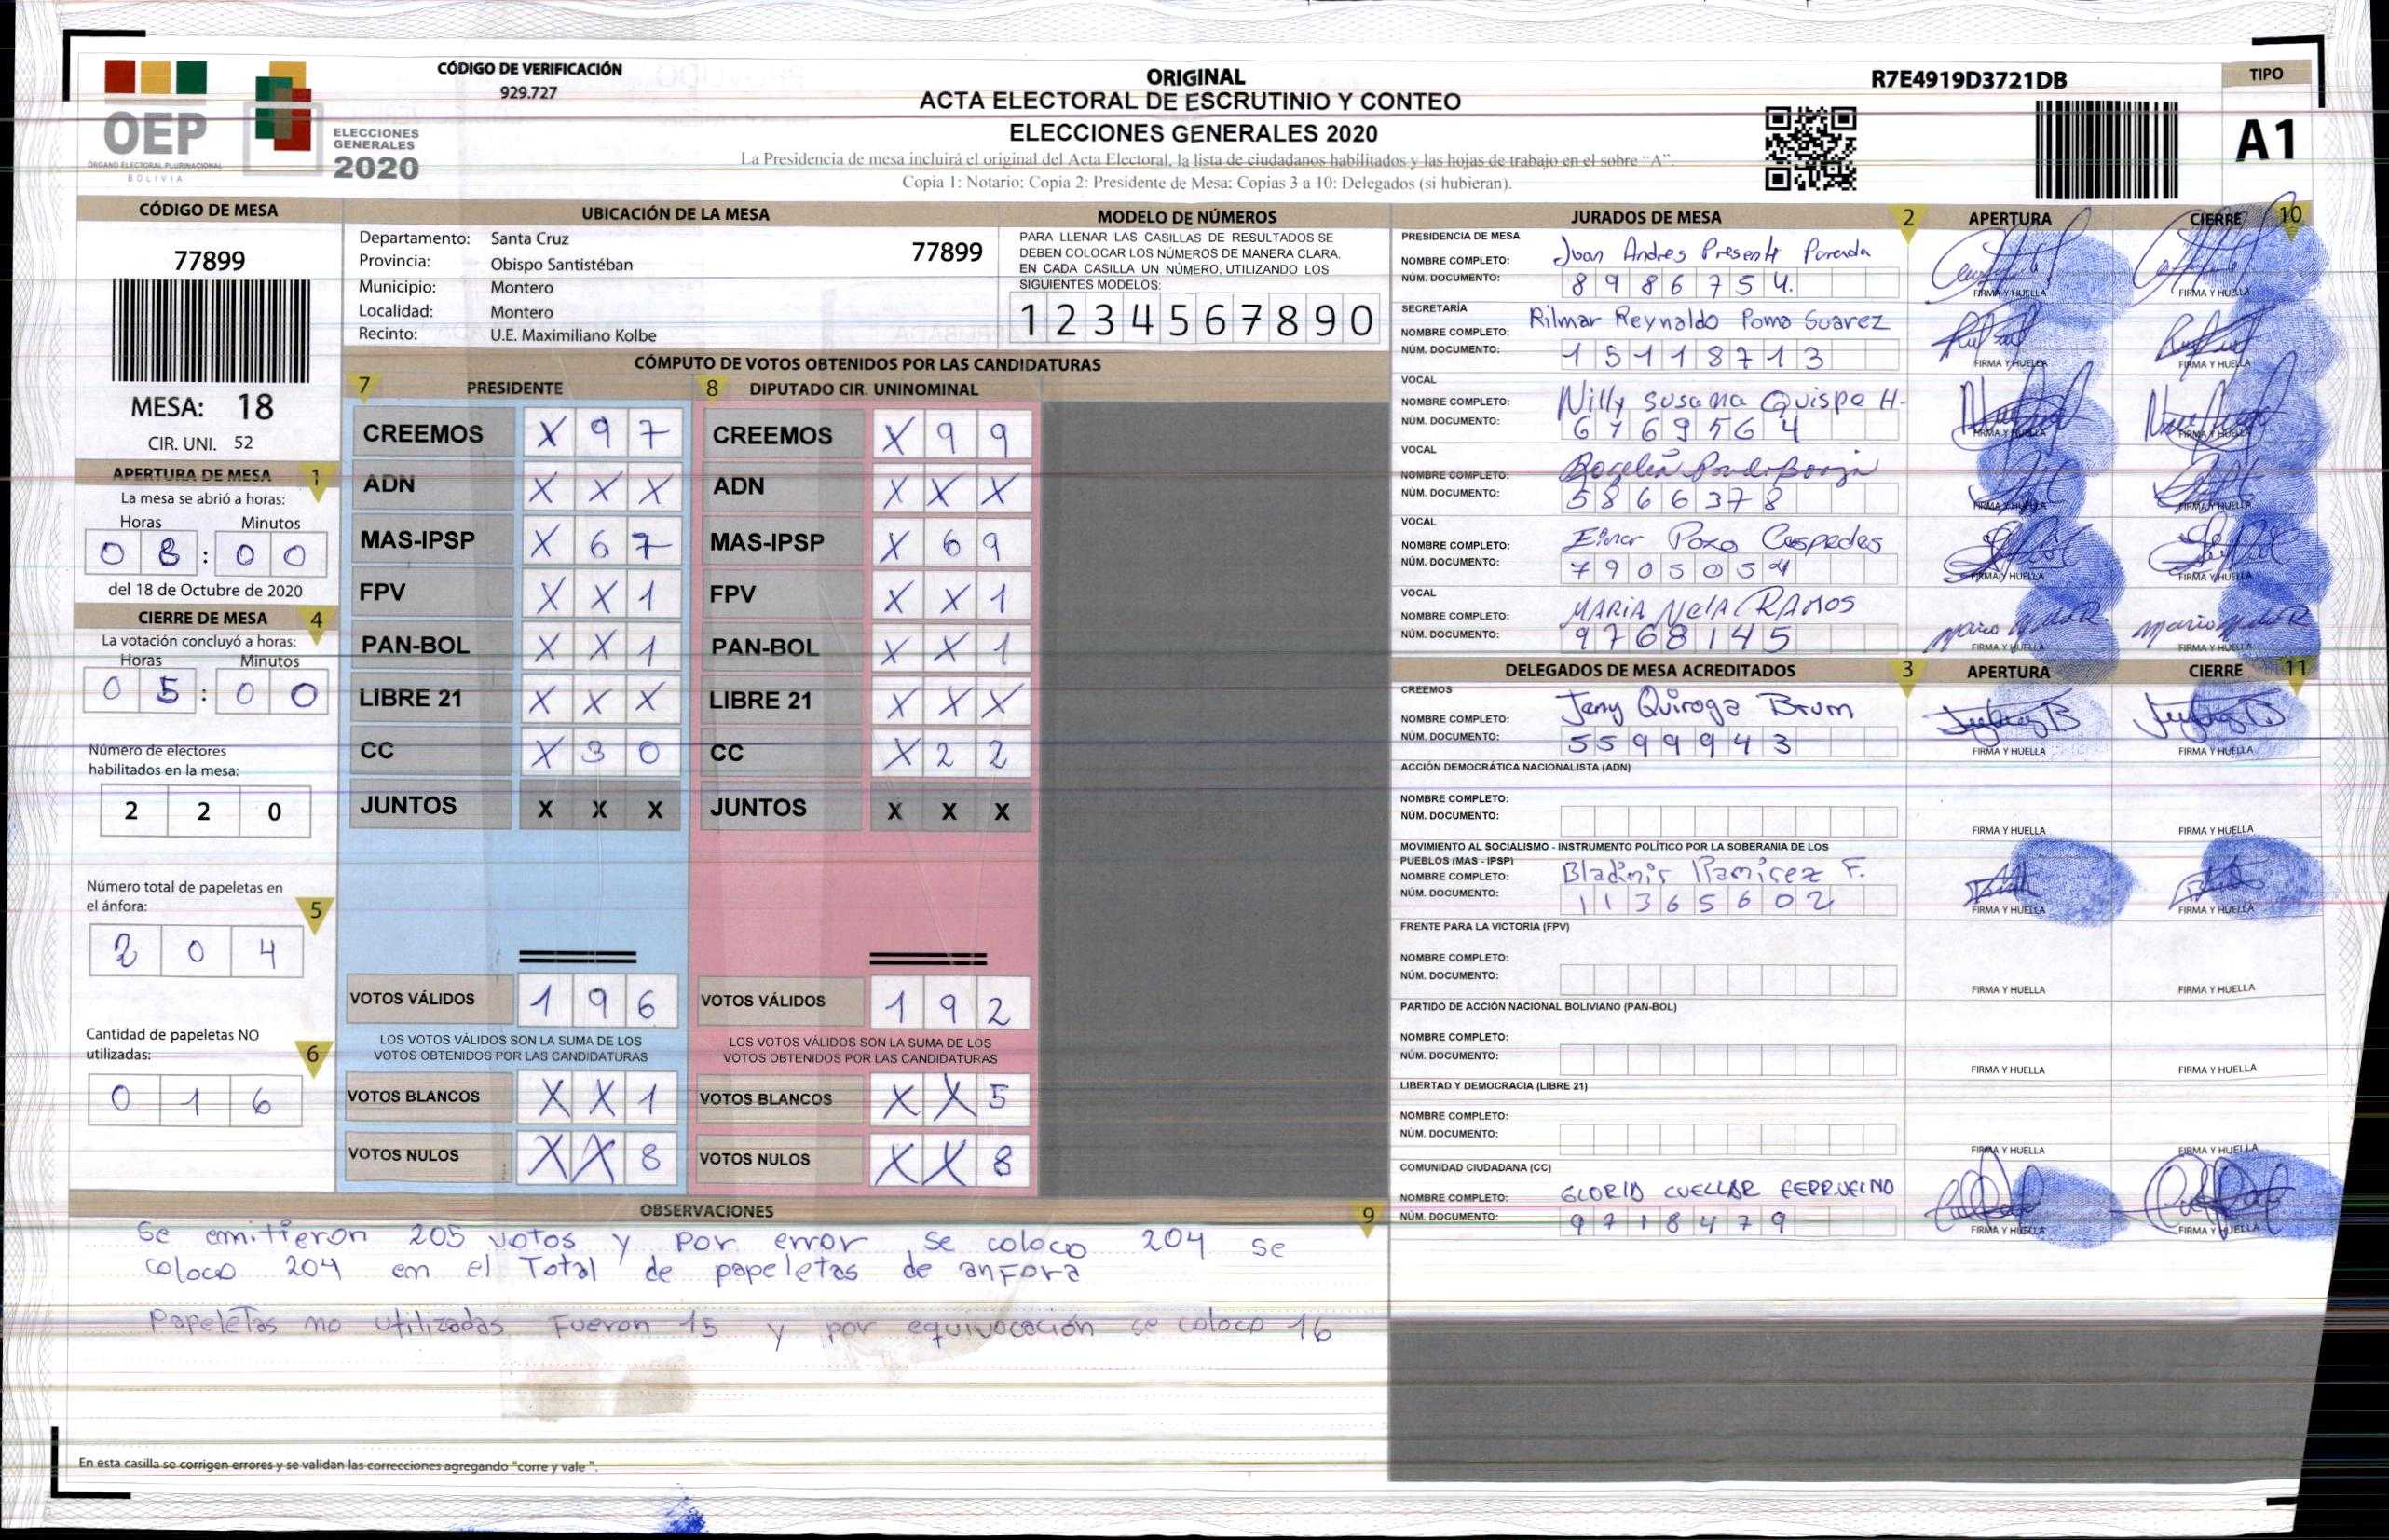 CÓDIGO DE VERIFICACIÓN
929.727
OEP
ÓRGANO ELECTORAL PLURINACIONAL
BOLIVIA
ELECCIONES
GENERALES
2020
ORIGINAL
ACTA ELECTORAL DE ESCRUTINIO Y CONTEO
ELECCIONES GENERALES 2020
La Presidencia de mesa incluirá el original del Acta Electoral, la lista de ciudadanos habilitados y las hojas de trabajo en el sobre "A".
Copia 1: Notario: Copia 2: Presidente de Mesa: Copias 3 a 10: Delegados (si hubieran).
R7E4919D3721DB
TIPO
A1
CÓDIGO DE MESA
77899
MESA: 18
CIR. UNI. 52
APERTURA DE MESA 1
La mesa se abrió a horas:
Horas Minutos
0 8 : 0 0
del 18 de Octubre de 2020
CIERRE DE MESA 4
La votación concluyó a horas:
Horas Minutos
0 5 : 0 0
Número de electores
habilitados en la mesa:
2 2 0
Número total de papeletas en
el ánfora: 5
2 0 4
Cantidad de papeletas NO
utilizadas: 6
0 1 6
UBICACIÓN DE LA MESA
Departamento: Santa Cruz 77899
Provincia: Obispo Santistéban
Municipio: Montero
Localidad: Montero
Recinto: U.E. Maximiliano Kolbe
MODELO DE NÚMEROS
PARA LLENAR LAS CASILLAS DE RESULTADOS SE
DEBEN COLOCAR LOS NÚMEROS DE MANERA CLARA.
EN CADA CASILLA UN NÚMERO, UTILIZANDO LOS
SIGUIENTES MODELOS:
1 2 3 4 5 6 7 8 9 0
CÓMPUTO DE VOTOS OBTENIDOS POR LAS CANDIDATURAS
7 PRESIDENTE 8 DIPUTADO CIR. UNINOMINAL
CREEMOS X 9 7 CREEMOS X 9 9
ADN X X X ADN X X X
MAS-IPSP X 6 7 MAS-IPSP X 6 9
FPV X X 1 FPV X X 1
PAN-BOL X X 1 PAN-BOL X X 1
LIBRE 21 X X X LIBRE 21 X X X
CC X 3 0 CC X 2 2
JUNTOS X X X JUNTOS X X X
VOTOS VÁLIDOS 1 9 6 VOTOS VÁLIDOS 1 9 2
LOS VOTOS VÁLIDOS SON LA SUMA DE LOS LOS VOTOS VÁLIDOS SON LA SUMA DE LOS
VOTOS OBTENIDOS POR LAS CANDIDATURAS VOTOS OBTENIDOS POR LAS CANDIDATURAS
VOTOS BLANCOS X X 1 VOTOS BLANCOS X X 5
VOTOS NULOS X X 8 VOTOS NULOS X X 8
JURADOS DE MESA 2 APERTURA CIERRE 10
PRESIDENCIA DE MESA
NOMBRE COMPLETO: Juan Andres Presente Parada
NÚM. DOCUMENTO: 8 9 8 6 7 5 4.
FIRMA Y HUELLA FIRMA Y HUELLA
SECRETARÍA
NOMBRE COMPLETO: Rilmar Reynaldo Poma Suarez
NÚM. DOCUMENTO: 1 5 1 1 8 7 1 3
FIRMA Y HUELLA FIRMA Y HUELLA
VOCAL
NOMBRE COMPLETO: Nilly Susana Quispe H.
NÚM. DOCUMENTO: 6 7 6 9 5 6 4
FIRMA Y HUELLA FIRMA Y HUELLA
VOCAL
NOMBRE COMPLETO:
NÚM. DOCUMENTO: 5 8 6 6 3 7 8
FIRMA Y HUELLA FIRMA Y HUELLA
VOCAL
NOMBRE COMPLETO: Elmar Pozo Cespedes
NÚM. DOCUMENTO: 7 9 0 5 0 5 4
FIRMA Y HUELLA FIRMA Y HUELLA
VOCAL
NOMBRE COMPLETO: MARIA Nela RAMOS
NÚM. DOCUMENTO: 9 7 6 8 1 4 5
FIRMA Y HUELLA FIRMA Y HUELLA
DELEGADOS DE MESA ACREDITADOS 3 APERTURA CIERRE 11
CREEMOS
NOMBRE COMPLETO: Jeny Quiroga Brum
NÚM. DOCUMENTO: 5 5 9 9 9 4 3
FIRMA Y HUELLA FIRMA Y HUELLA
ACCIÓN DEMOCRÁTICA NACIONALISTA (ADN)
NOMBRE COMPLETO:
NÚM. DOCUMENTO:
FIRMA Y HUELLA FIRMA Y HUELLA
MOVIMIENTO AL SOCIALISMO - INSTRUMENTO POLÍTICO POR LA SOBERANIA DE LOS
PUEBLOS (MAS - IPSP)
NOMBRE COMPLETO: Bladimir Ramirez F.
NÚM. DOCUMENTO: 1 1 3 6 5 6 0 2
FIRMA Y HUELLA FIRMA Y HUELLA
FRENTE PARA LA VICTORIA (FPV)
NOMBRE COMPLETO:
NÚM. DOCUMENTO:
FIRMA Y HUELLA FIRMA Y HUELLA
PARTIDO DE ACCIÓN NACIONAL BOLIVIANO (PAN-BOL)
NOMBRE COMPLETO:
NÚM. DOCUMENTO:
FIRMA Y HUELLA FIRMA Y HUELLA
LIBERTAD Y DEMOCRACIA (LIBRE 21)
NOMBRE COMPLETO:
NÚM. DOCUMENTO:
FIRMA Y HUELLA FIRMA Y HUELLA
COMUNIDAD CIUDADANA (CC)
NOMBRE COMPLETO: GLORIA CUELLAR FERRUFINO
NÚM. DOCUMENTO: 9 7 1 8 4 7 9
FIRMA Y HUELLA FIRMA Y HUELLA
OBSERVACIONES 9
Se emitieron 205 votos y por error se coloco 204 se
coloco 204 en el Total de papeletas de anfora
Papeletas no utilizadas Fueron 15 y por equivocación se coloco 16
En esta casilla se corrigen errores y se validan las correcciones agregando "corre y vale".